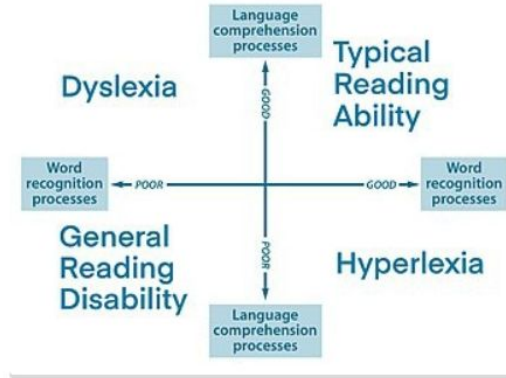 Language
comprehension
processes
Dyslexia
Typical
Reading
Ability
GOOD
Word
recognition
processes
POOR
GOOD
Word
recognition
processes
General
Reading
Disability
POOR
Hyperlexia
Language
comprehension
processes